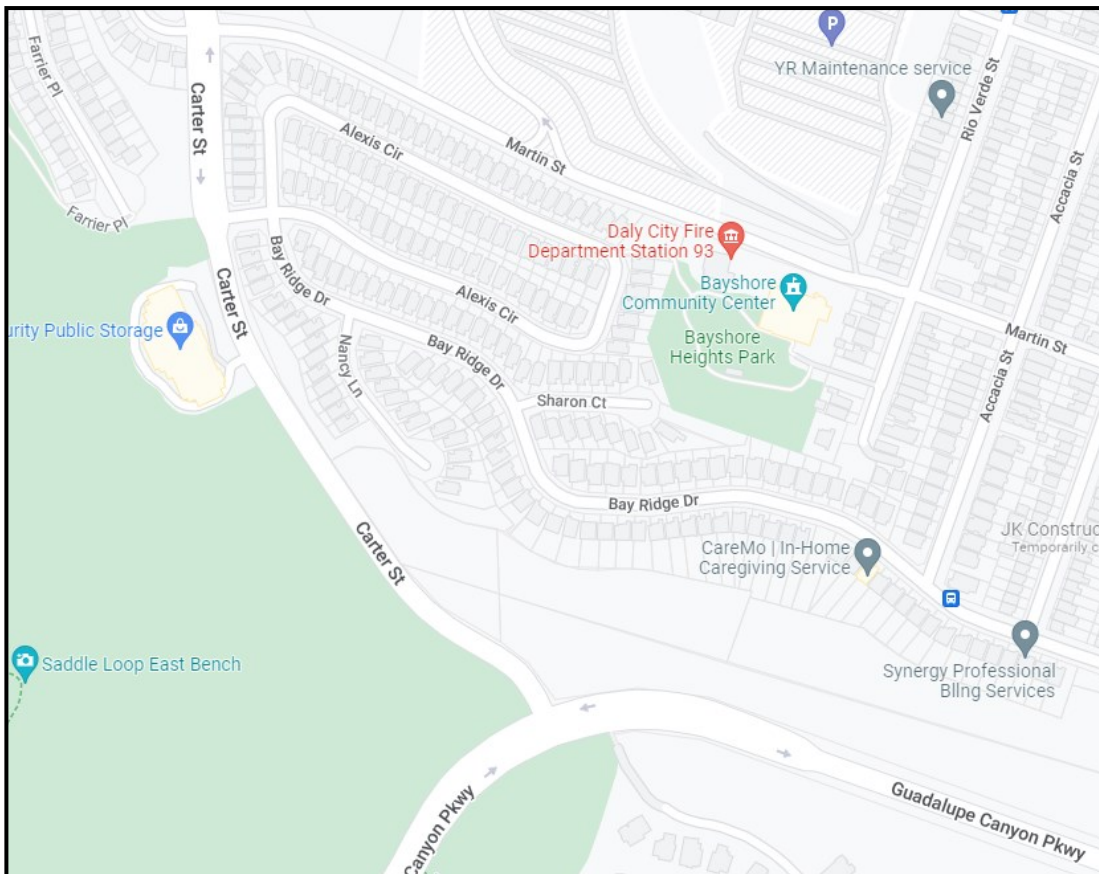 Farrier Pl
P
YR Maintenance service
Carter St
Alexis Cir
Martin St
Rio Verde St
Accacia St
Farrier Pl
Daly City Fire
Department Station 93
Bay Ridge Dr
Bayshore
Community Center
Carter St
Alexis Cir
urity Public Storage
Bayshore
Heights Park
Martin St
Nancy Ln
Bay Ridge Dr
Accacia St
Sharon Ct
Bay Ridge Dr
JK Construc
Temporarily c
Carter St
CareMo | In-Home
Caregiving Service
Saddle Loop East Bench
Synergy Professional
Bllng Services
Guadalupe Canyon Pkwy
Canyon Pkwy